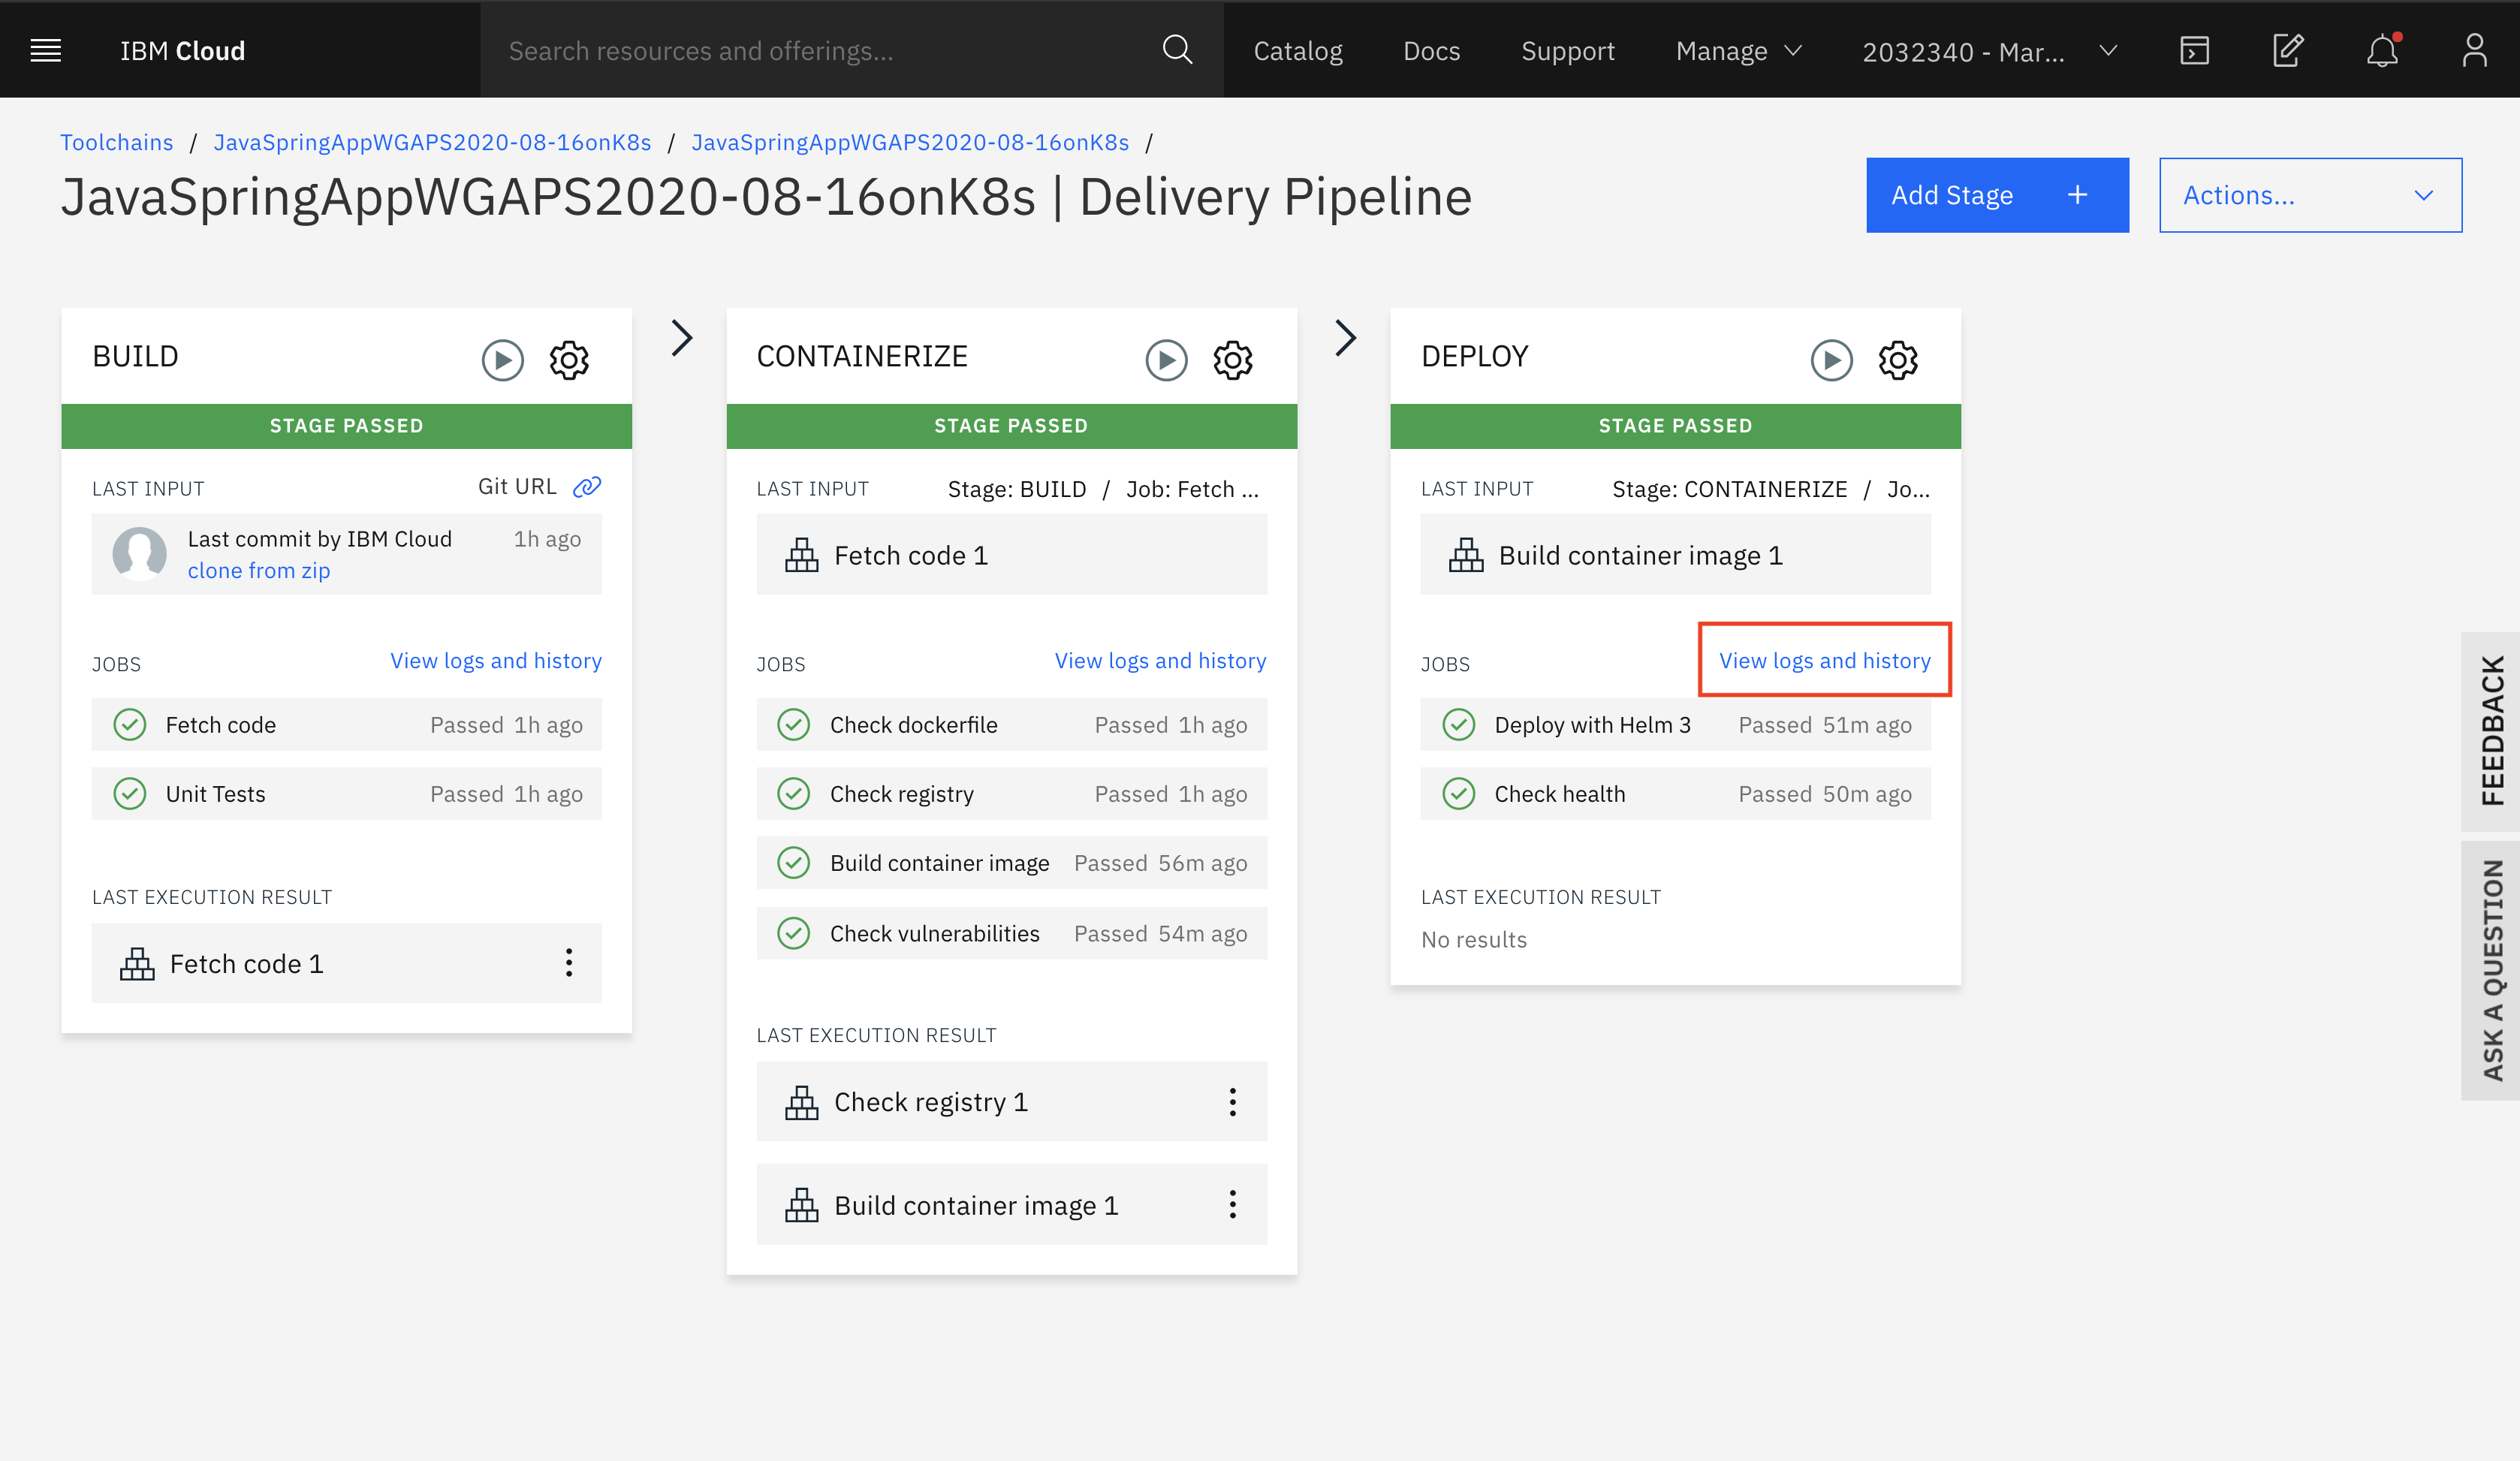 IBM Cloud
Search resources and offerings...
Catalog
Docs
Support
Manage
2032340 - Mar...
Toolchains / JavaSpringAppWGAPS2020-08-16onK8s / JavaSpringAppWGAPS2020-08-16onK8s /
JavaSpringAppWGAPS2020-08-16onK8s | Delivery Pipeline
Add Stage +
Actions...
BUILD
STAGE PASSED
LAST INPUT Git URL
Last commit by IBM Cloud 1h ago
clone from zip
JOBS View logs and history
Fetch code Passed 1h ago
Unit Tests Passed 1h ago
LAST EXECUTION RESULT
Fetch code 1
CONTAINERIZE
STAGE PASSED
LAST INPUT Stage: BUILD / Job: Fetch ...
Fetch code 1
JOBS View logs and history
Check dockerfile Passed 1h ago
Check registry Passed 1h ago
Build container image Passed 56m ago
Check vulnerabilities Passed 54m ago
LAST EXECUTION RESULT
Check registry 1
Build container image 1
DEPLOY
STAGE PASSED
LAST INPUT Stage: CONTAINERIZE / Jo...
Build container image 1
JOBS View logs and history
Deploy with Helm 3 Passed 51m ago
Check health Passed 50m ago
LAST EXECUTION RESULT
No results
FEEDBACK
ASK A QUESTION